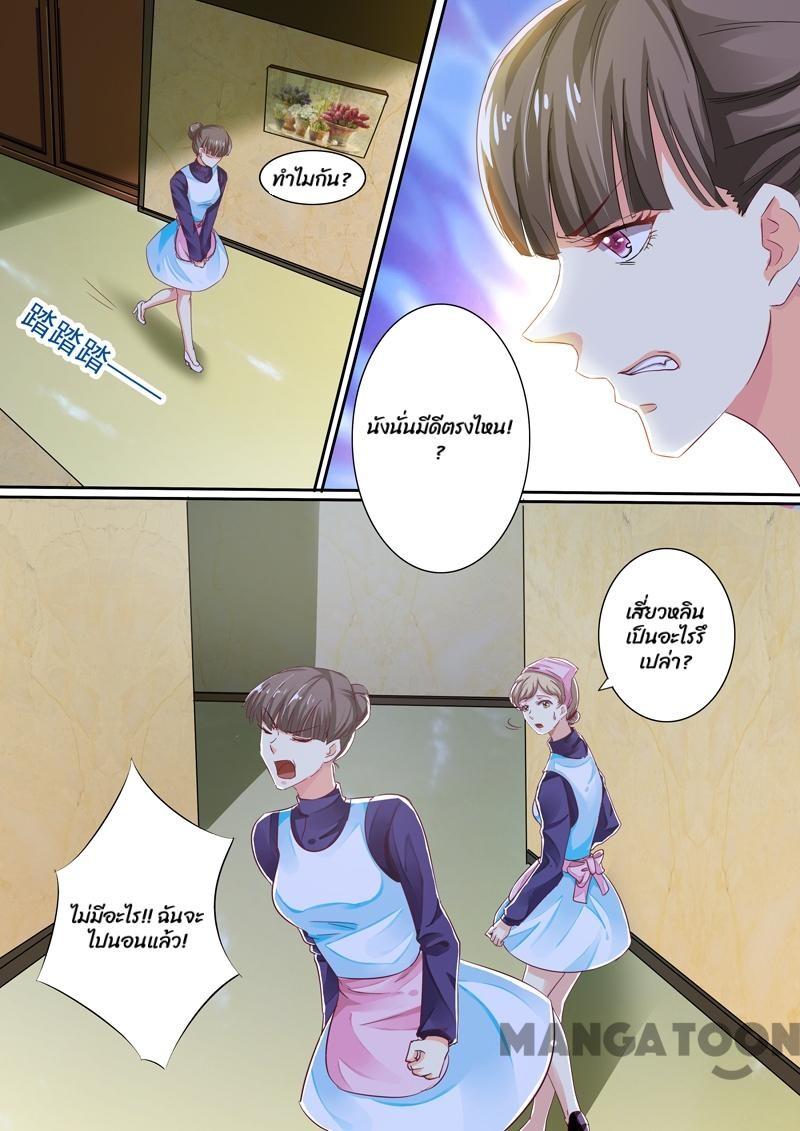 ทำไมกัน?
踏踏踏——
นังนั่นมีดีตรงไหน!
?
เสี่ยวหลิน
เป็นอะไรรึ
เปล่า?
ไม่มีอะไร!! ฉันจะ
ไปนอนแล้ว!
MANGATOON